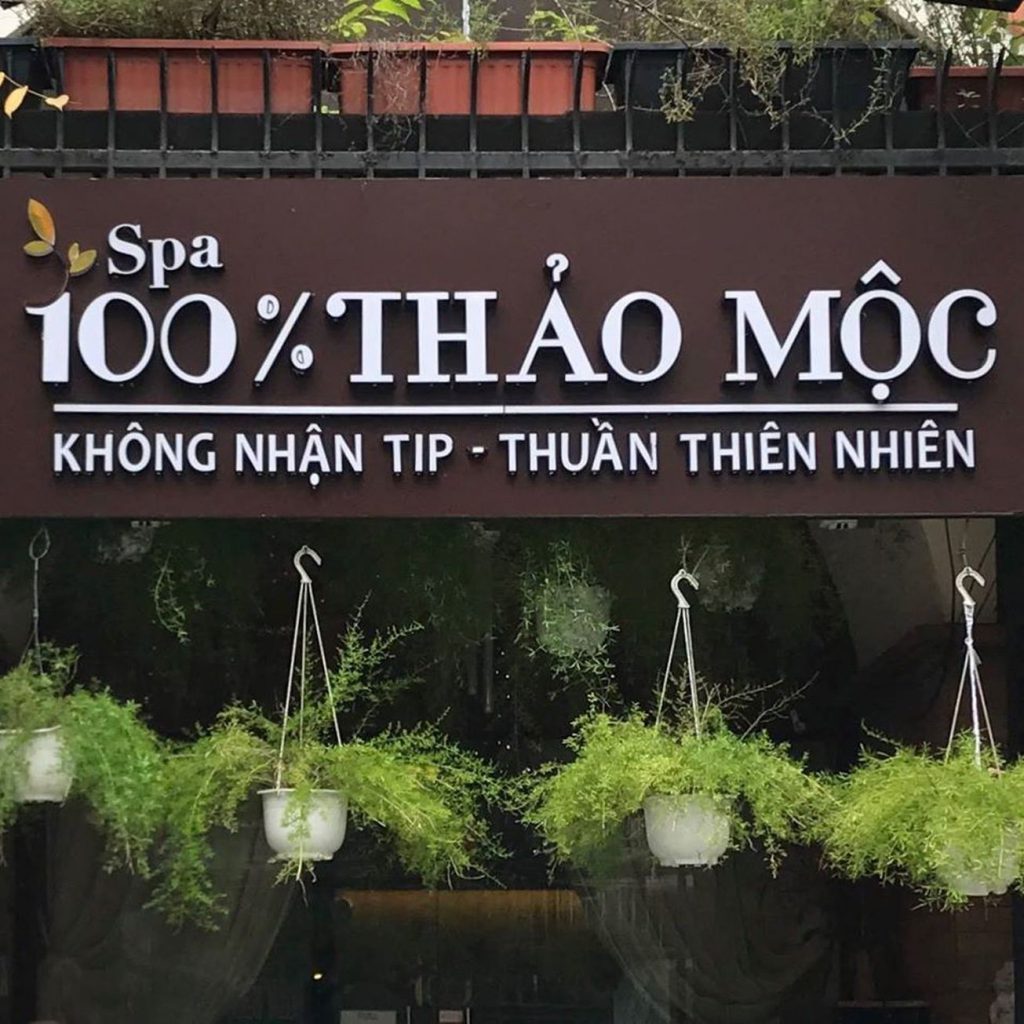 Spa
100% THẢO MỘC
KHÔNG NHẬN TIP - THUẦN THIÊN NHIÊN